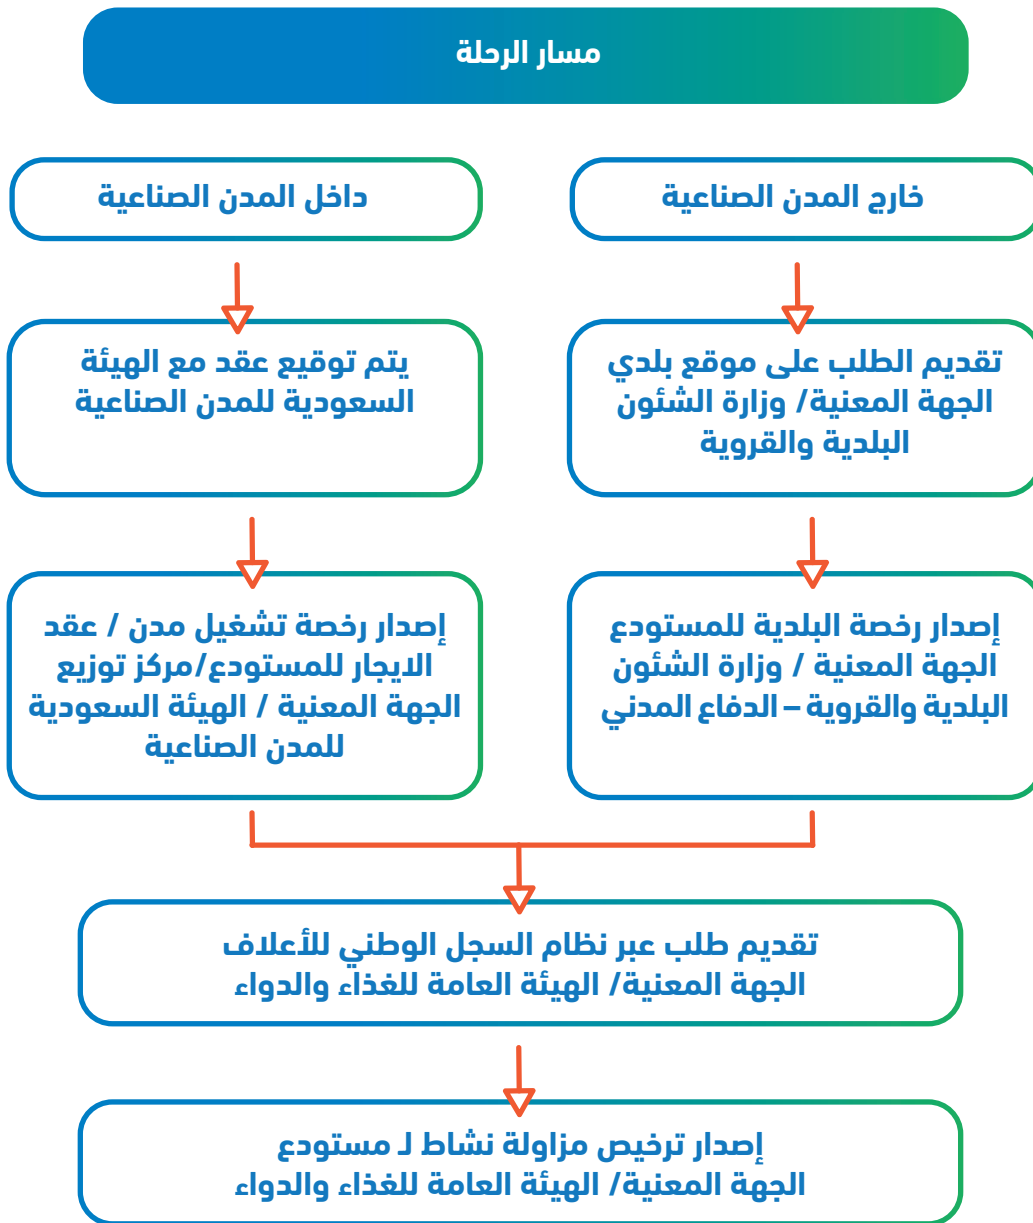 مسار الرحلة
خارج المدن الصناعية
داخل المدن الصناعية
تقديم الطلب على موقع بلدي
الجهة المعنية/ وزارة الشئون
البلدية والقروية
يتم توقيع عقد مع الهيئة
السعودية للمدن الصناعية
إصدار رخصة البلدية للمستودع
الجهة المعنية / وزارة الشئون
البلدية والقروية – الدفاع المدني
إصدار رخصة تشغيل مدن / عقد
الايجار للمستودع/مركز توزيع
الجهة المعنية / الهيئة السعودية
للمدن الصناعية
تقديم طلب عبر نظام السجل الوطني للأعلاف
الجهة المعنية/ الهيئة العامة للغذاء والدواء
إصدار ترخيص مزاولة نشاط لـ مستودع
الجهة المعنية/ الهيئة العامة للغذاء والدواء